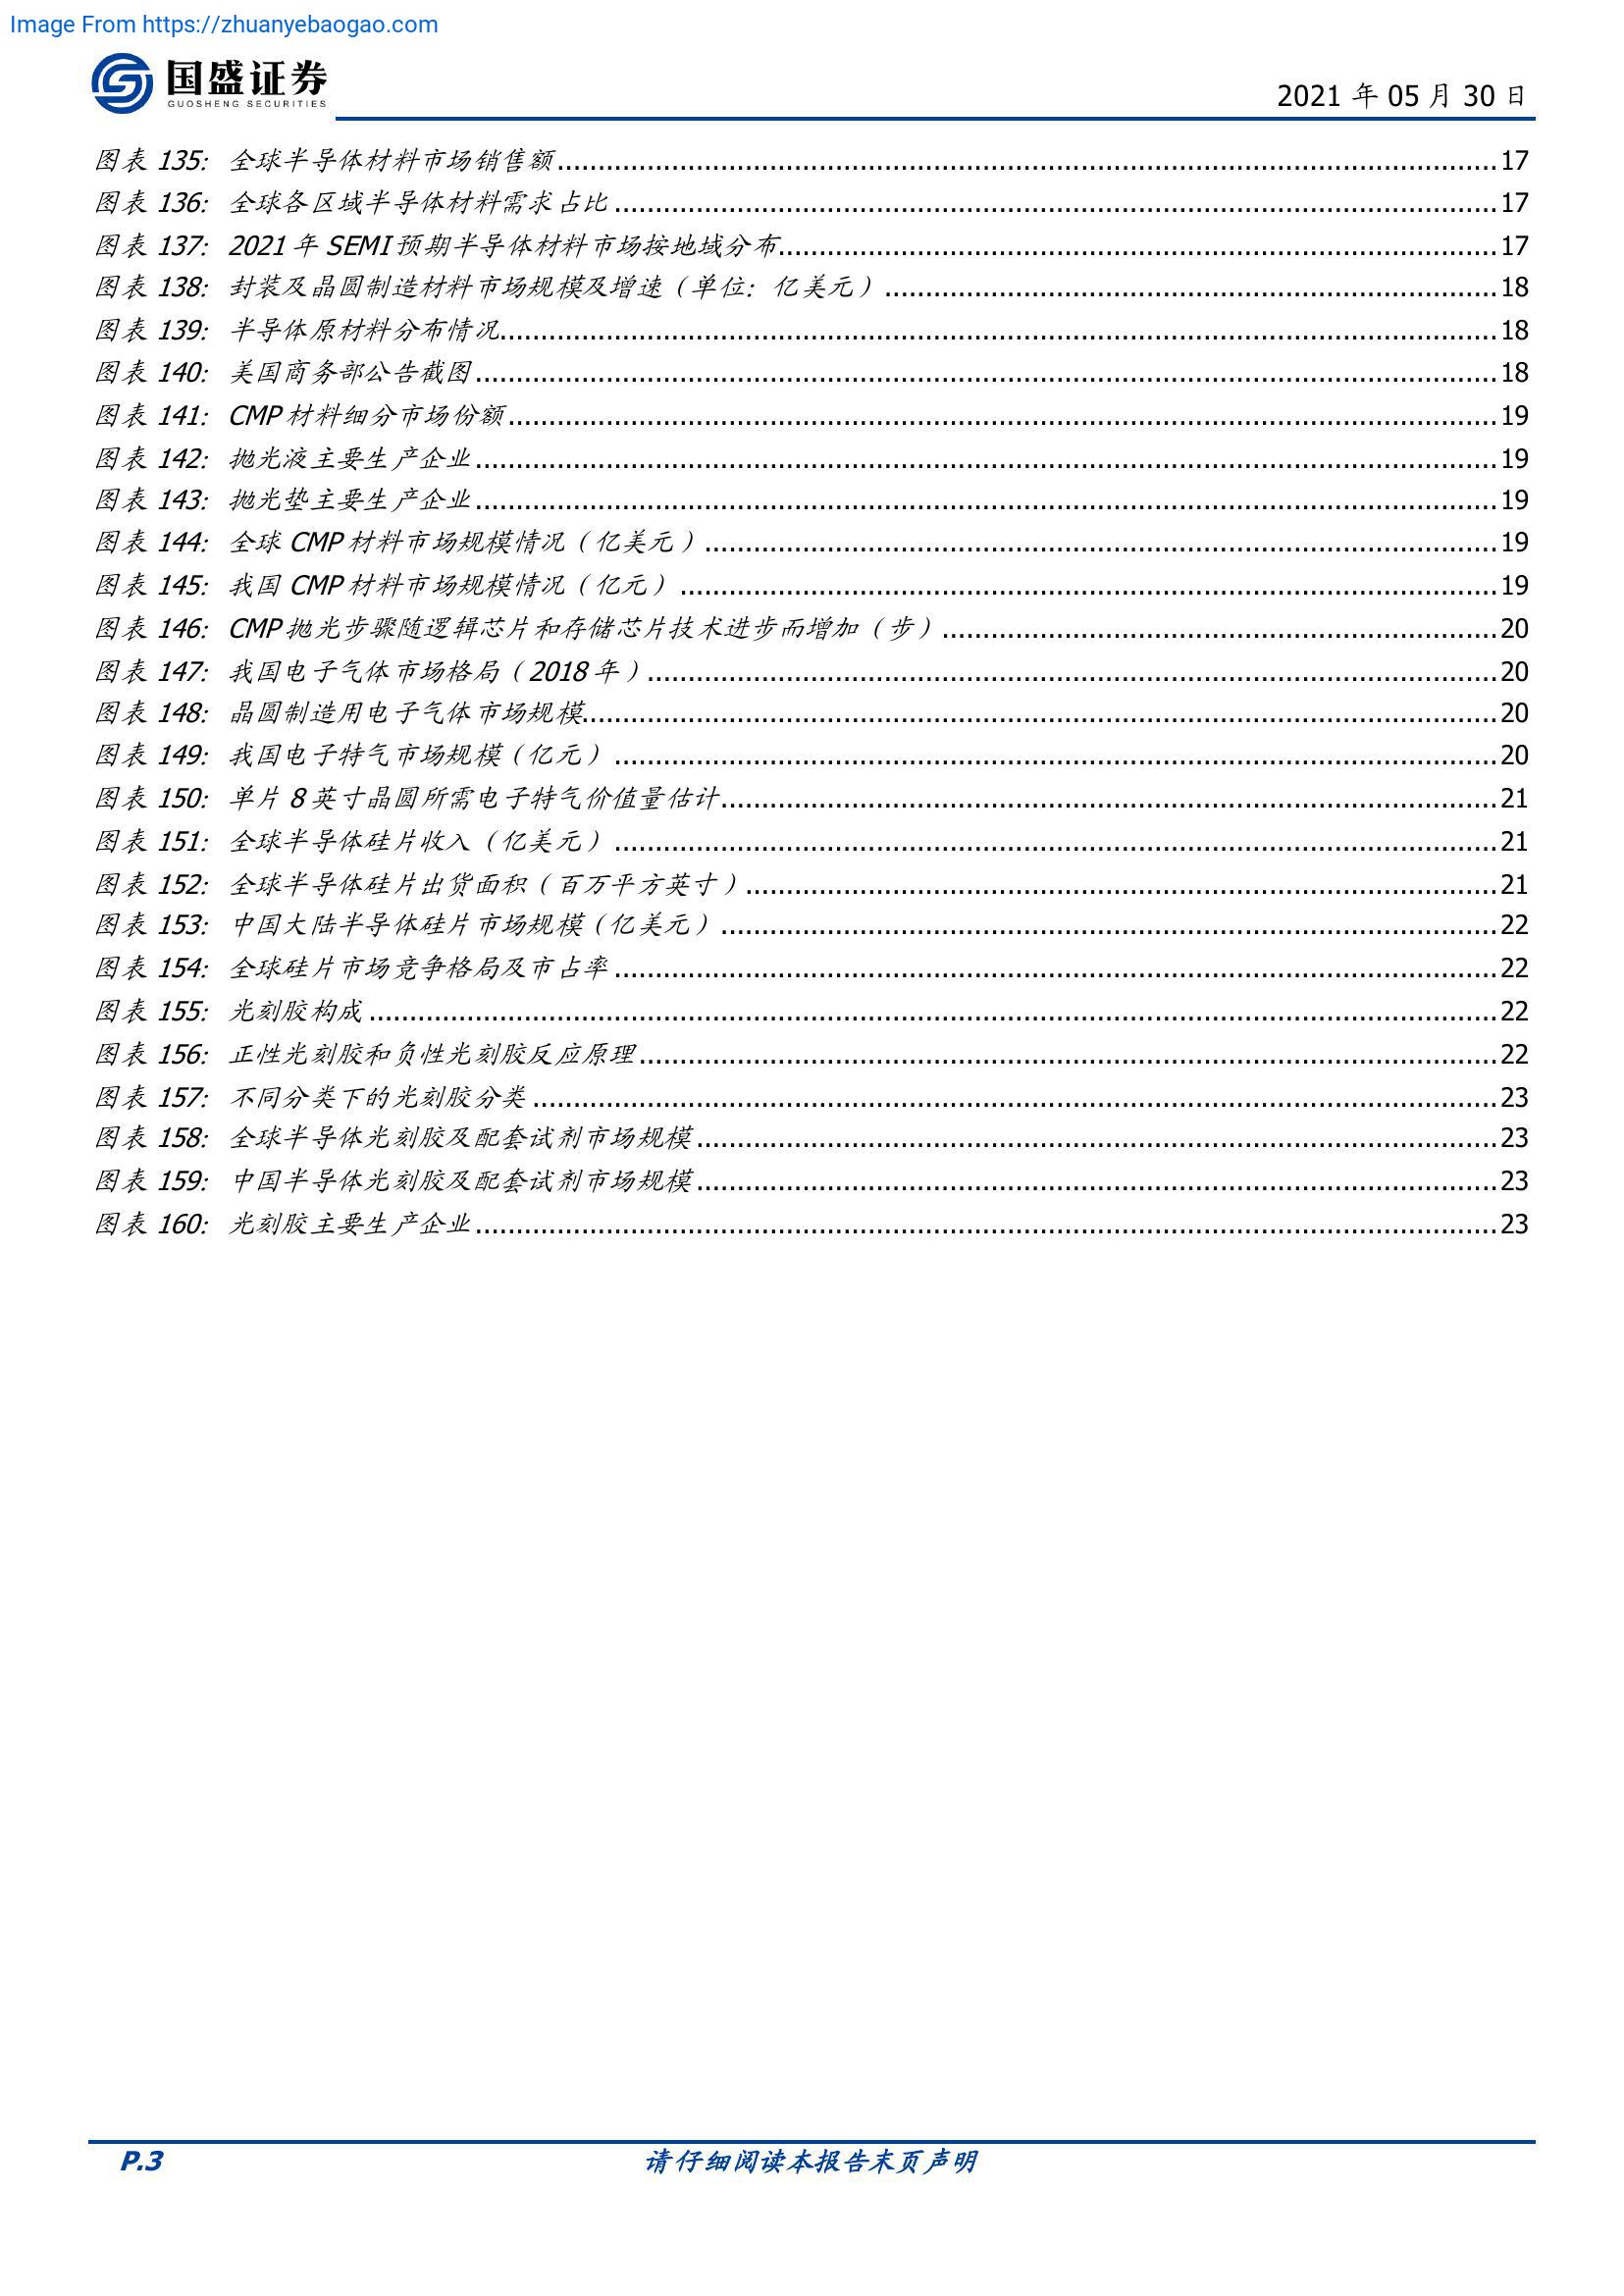 Image From https://zhuanyebaogao.com
国盛证券
GUOSHENG SECURITIES
2021 年 05 月 30 日
图表 135: 全球半导体材料市场销售额 17
图表 136: 全球各区域半导体材料需求占比 17
图表 137: 2021 年 SEMI 预期半导体材料市场按地域分布 17
图表 138: 封装及晶圆制造材料市场规模及增速（单位：亿美元） 18
图表 139: 半导体原材料分布情况 18
图表 140: 美国商务部公告截图 18
图表 141: CMP 材料细分市场份额 19
图表 142: 抛光液主要生产企业 19
图表 143: 抛光垫主要生产企业 19
图表 144: 全球 CMP 材料市场规模情况（亿美元） 19
图表 145: 我国 CMP 材料市场规模情况（亿元） 19
图表 146: CMP 抛光步骤随逻辑芯片和存储芯片技术进步而增加（步） 20
图表 147: 我国电子气体市场格局（2018 年） 20
图表 148: 晶圆制造用电子气体市场规模 20
图表 149: 我国电子特气市场规模（亿元） 20
图表 150: 单片 8 英寸晶圆所需电子特气价值量估计 21
图表 151: 全球半导体硅片收入（亿美元） 21
图表 152: 全球半导体硅片出货面积（百万平方英寸） 21
图表 153: 中国大陆半导体硅片市场规模（亿美元） 22
图表 154: 全球硅片市场竞争格局及市占率 22
图表 155: 光刻胶构成 22
图表 156: 正性光刻胶和负性光刻胶反应原理 22
图表 157: 不同分类下的光刻胶分类 23
图表 158: 全球半导体光刻胶及配套试剂市场规模 23
图表 159: 中国半导体光刻胶及配套试剂市场规模 23
图表 160: 光刻胶主要生产企业 23
P.3
请仔细阅读本报告末页声明